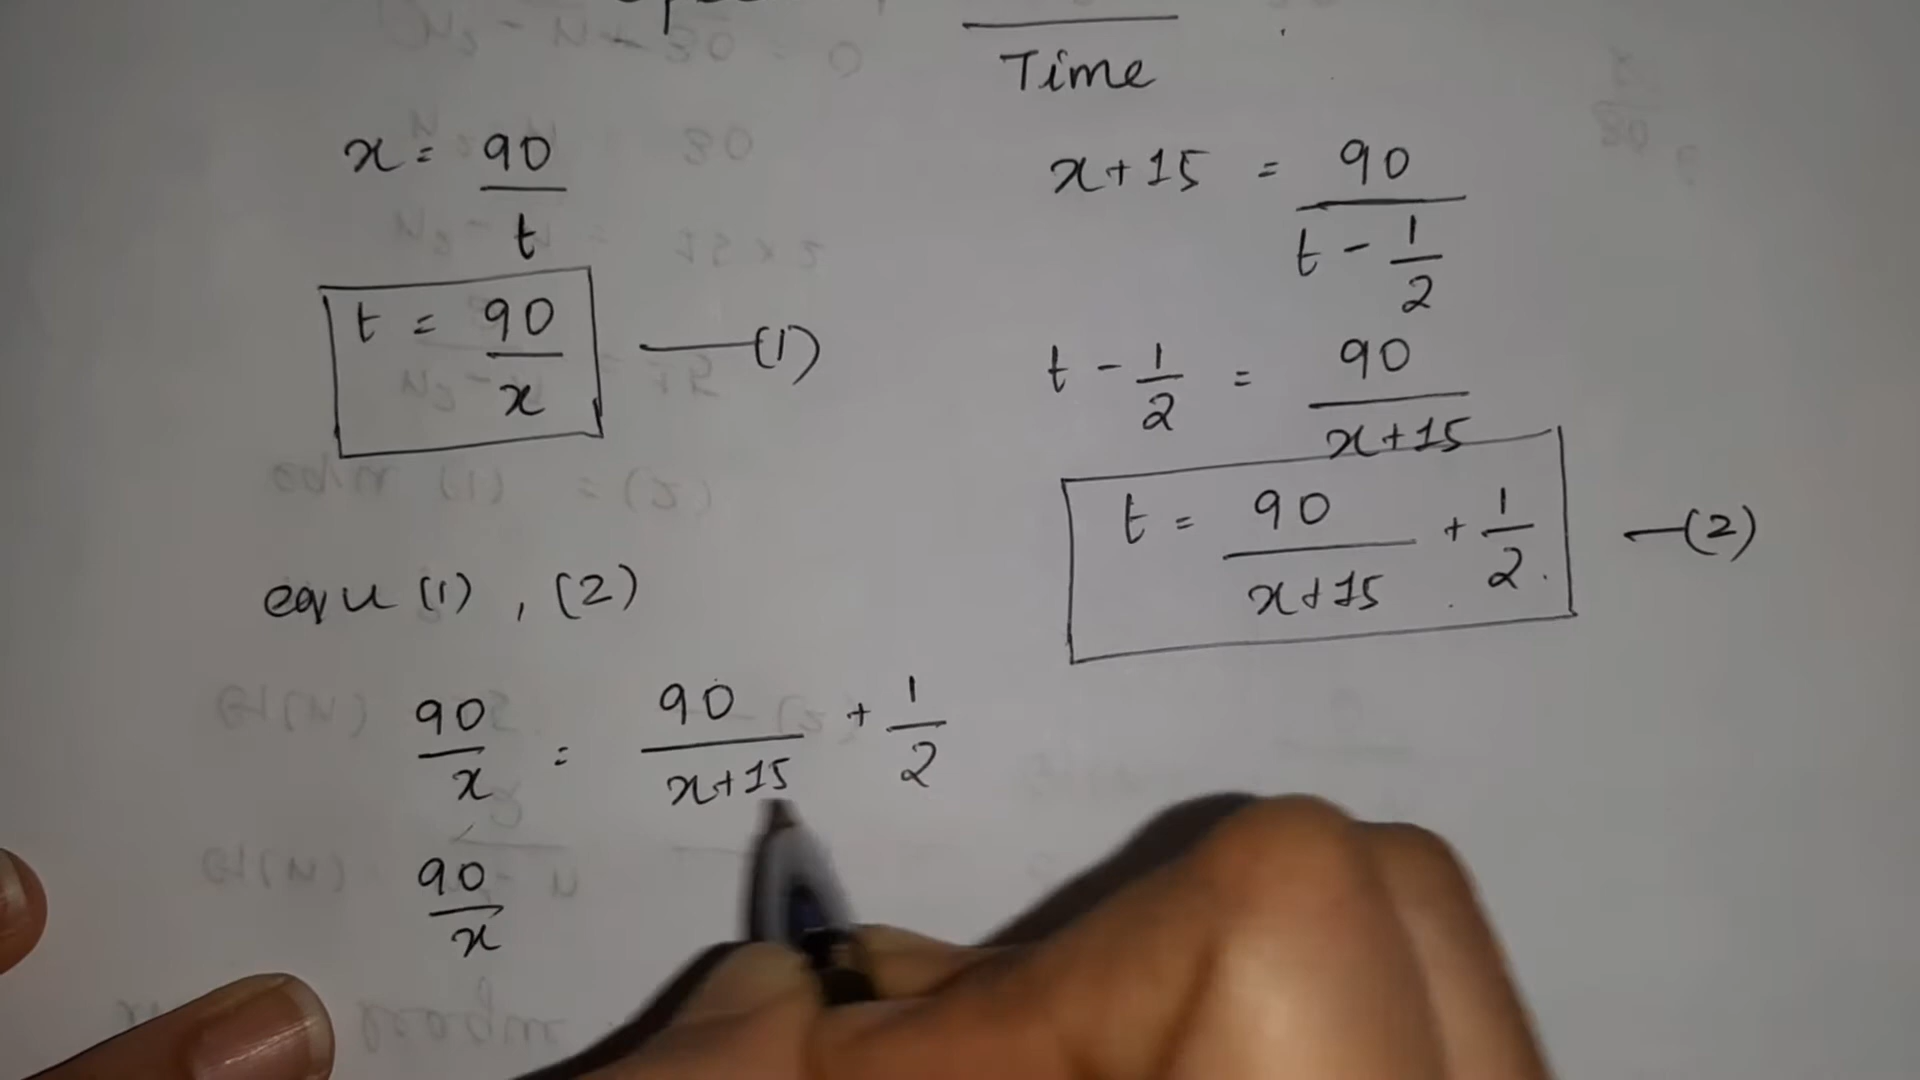 Time
x = 90/t
t = 90/x —(1)
x+15 = 90/(t - 1/2)
t - 1/2 = 90/(x+15)
t = 90/(x+15) + 1/2 —(2)
equ (1) , (2)
90/x = 90/(x+15) + 1/2
90/x